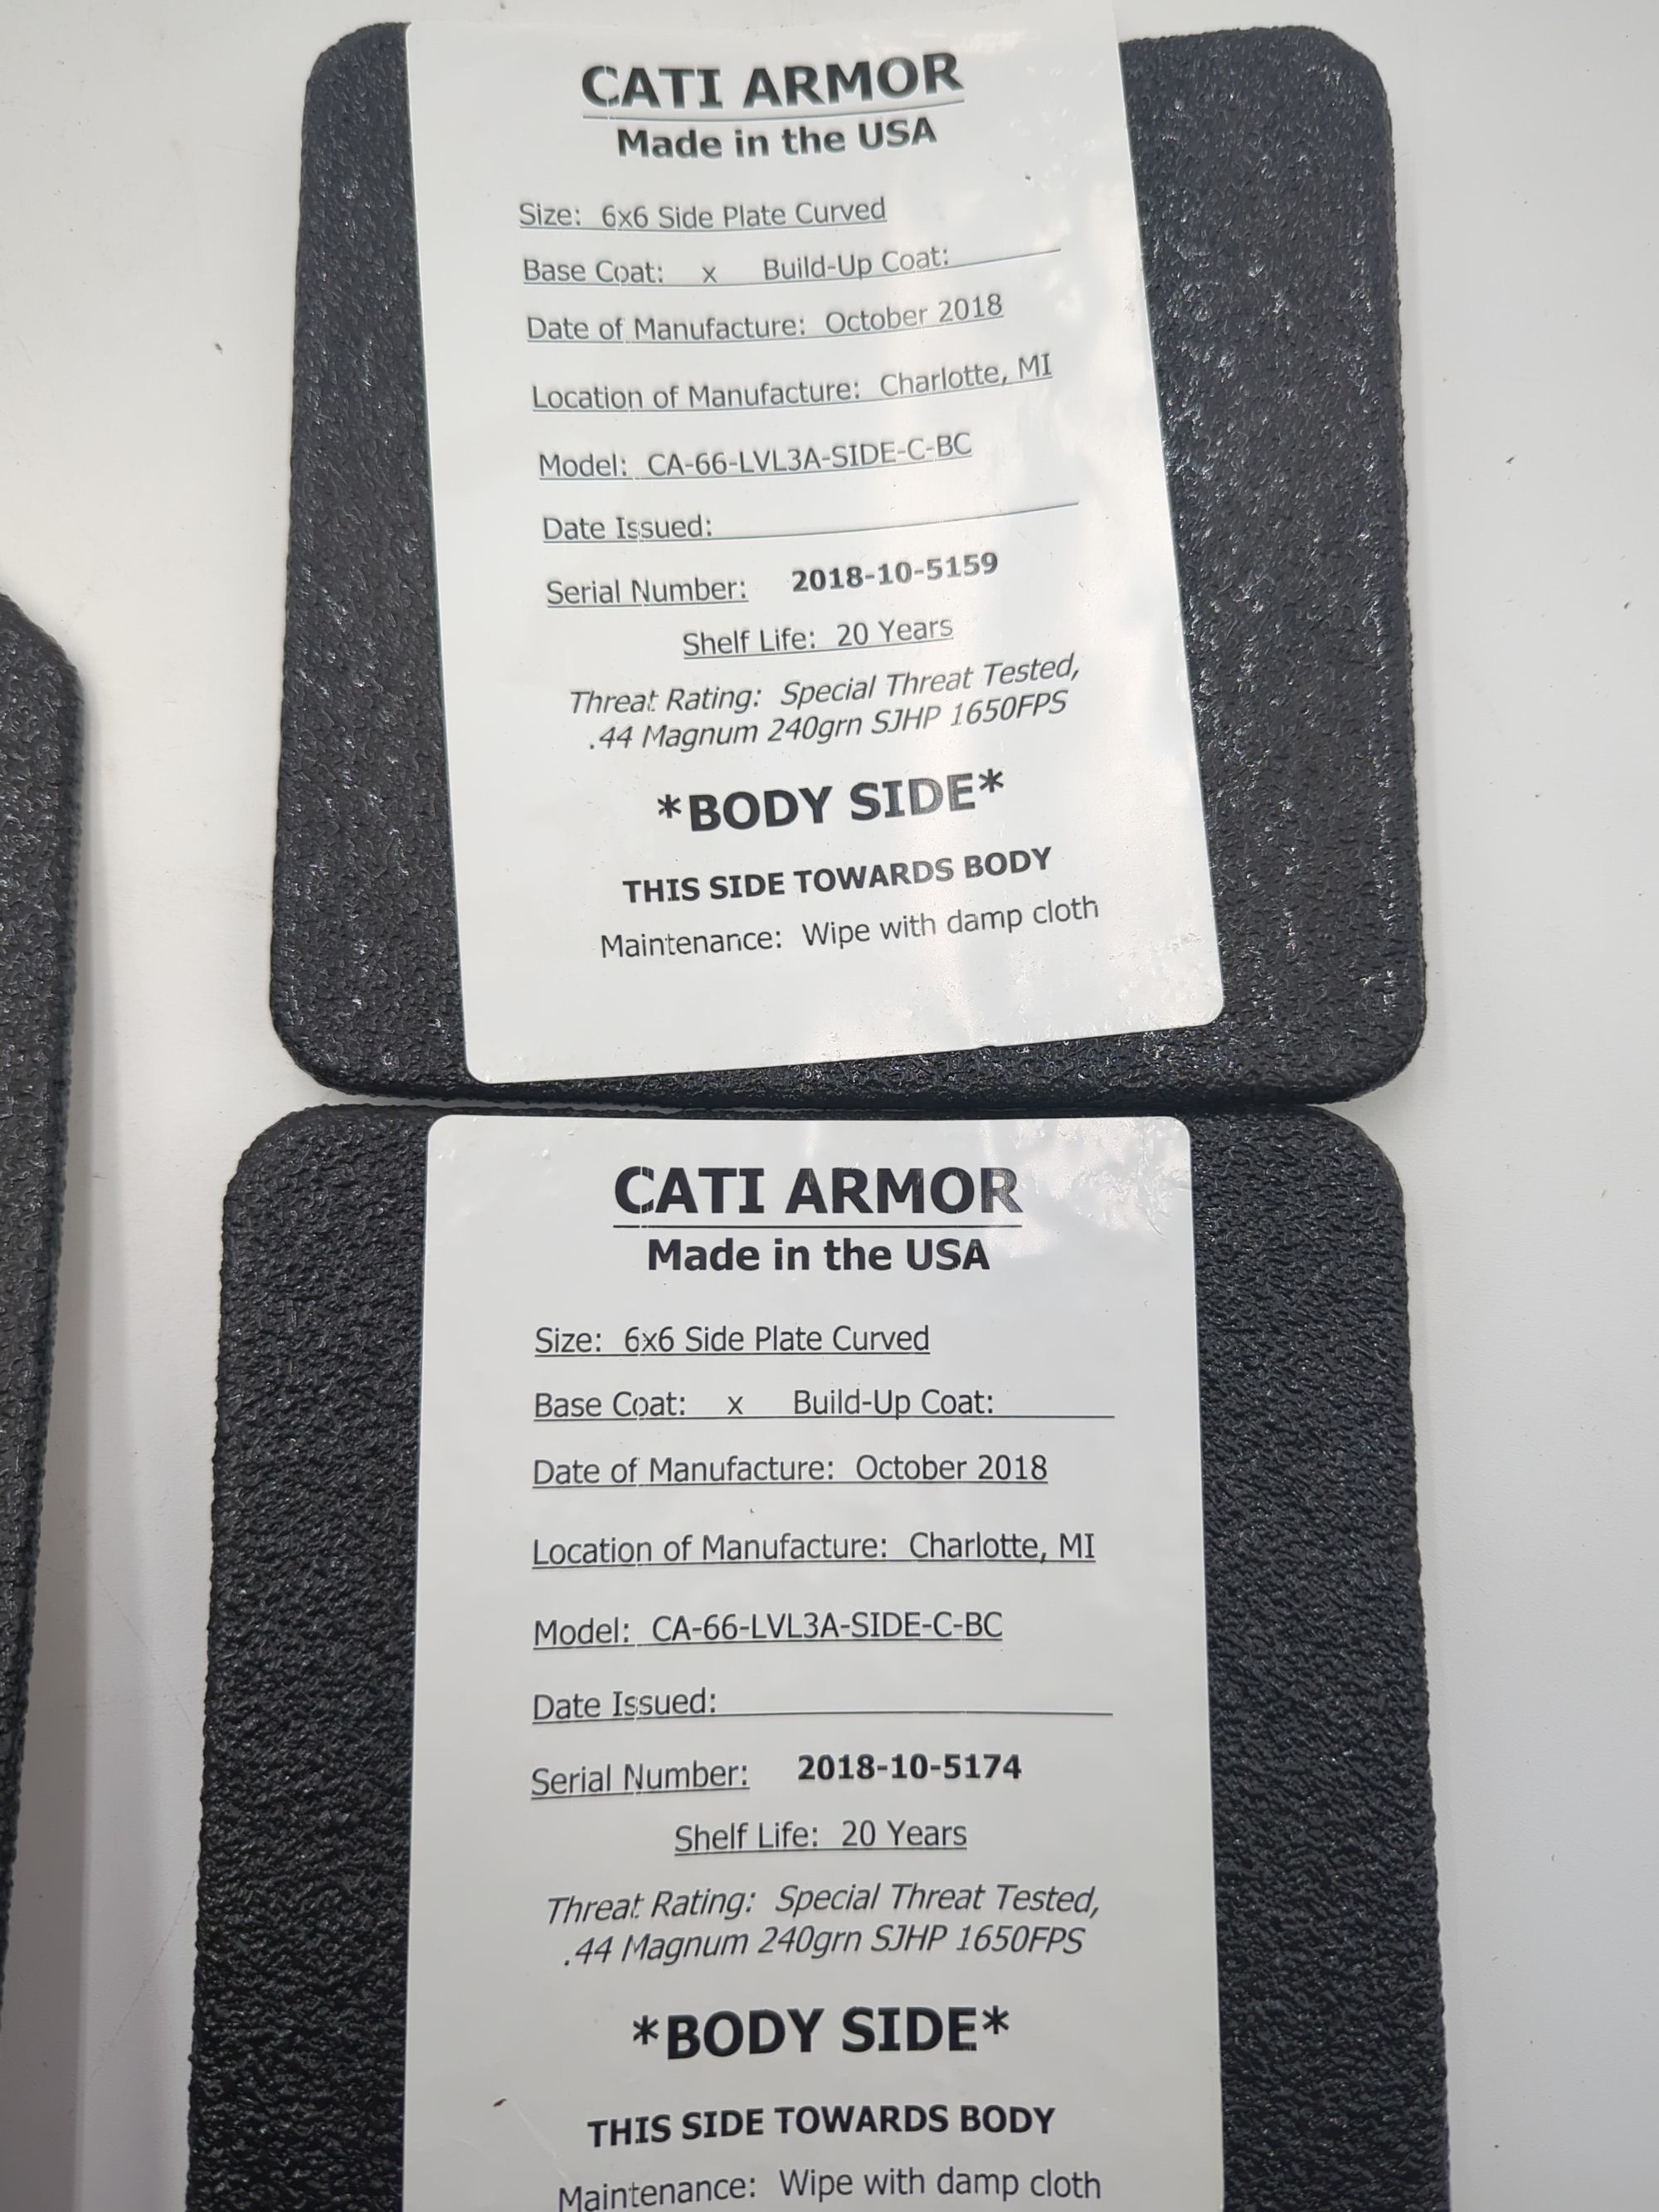 CATI ARMOR
Made in the USA
Size: 6x6 Side Plate Curved
Base Coat: x Build-Up Coat:
Date of Manufacture: October 2018
Location of Manufacture: Charlotte, MI
Model: CA-66-LVL3A-SIDE-C-BC
Date Issued:
Serial Number: 2018-10-5159
Shelf Life: 20 Years
Threat Rating: Special Threat Tested,
.44 Magnum 240grn SJHP 1650FPS
*BODY SIDE*
THIS SIDE TOWARDS BODY
Maintenance: Wipe with damp cloth
CATI ARMOR
Made in the USA
Size: 6x6 Side Plate Curved
Base Coat: x Build-Up Coat:
Date of Manufacture: October 2018
Location of Manufacture: Charlotte, MI
Model: CA-66-LVL3A-SIDE-C-BC
Date Issued:
Serial Number: 2018-10-5174
Shelf Life: 20 Years
Threat Rating: Special Threat Tested,
.44 Magnum 240grn SJHP 1650FPS
*BODY SIDE*
THIS SIDE TOWARDS BODY
Maintenance: Wipe with damp cloth